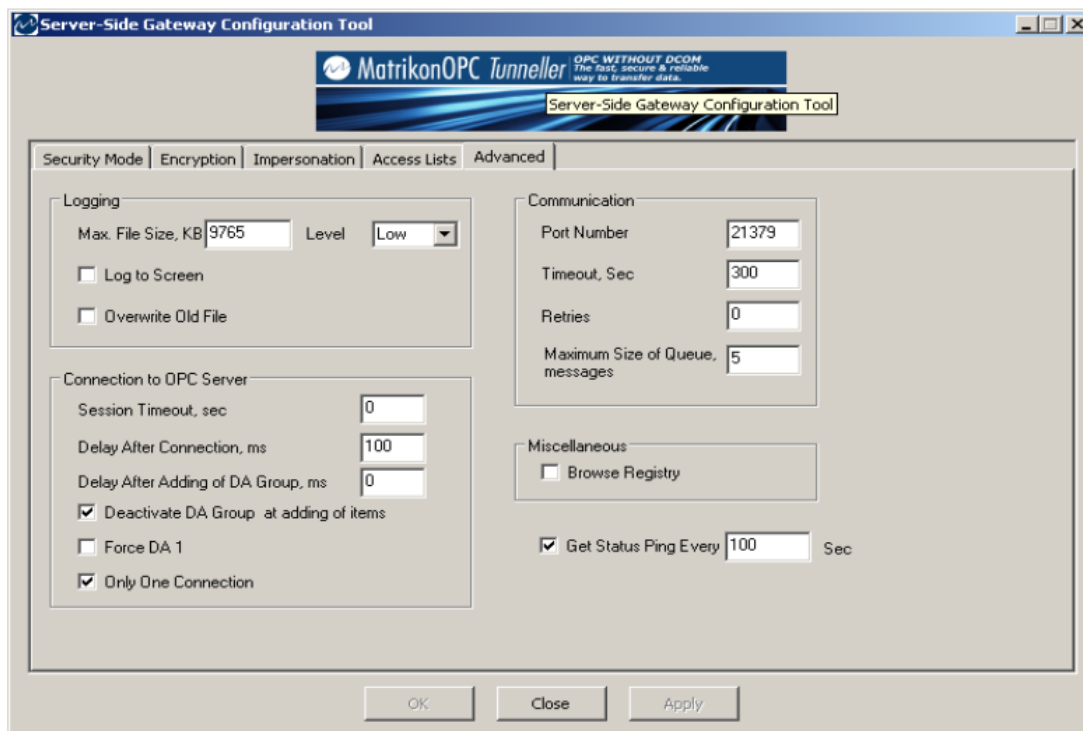 Server-Side Gateway Configuration Tool
MatrikonOPC Tunneller
OPC WITHOUT DCOM
The fast, secure & reliable
way to transfer data.
Server-Side Gateway Configuration Tool
Security Mode
Encryption
Impersonation
Access Lists
Advanced
Logging
Max. File Size, KB 9765 Level Low
Log to Screen
Overwrite Old File
Connection to OPC Server
Session Timeout, sec 0
Delay After Connection, ms 100
Delay After Adding of DA Group, ms 0
Deactivate DA Group at adding of items
Force DA 1
Only One Connection
Communication
Port Number 21379
Timeout, Sec 300
Retries 0
Maximum Size of Queue, 5
messages
Miscellaneous
Browse Registry
Get Status Ping Every 100 Sec
OK
Close
Apply